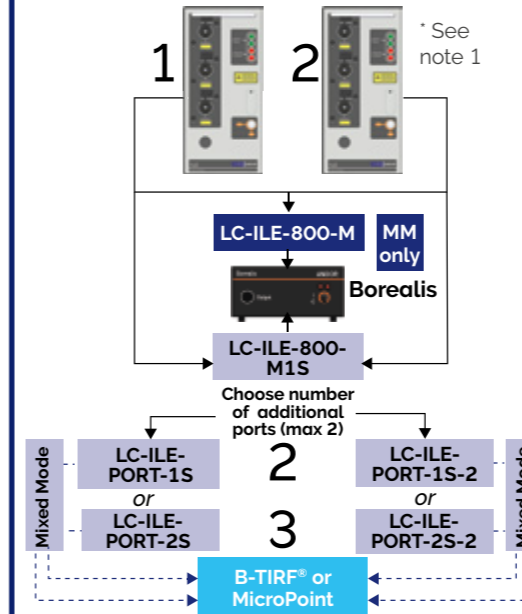 1
2
* See
note 1
LC-ILE-800-M
MM
only
Borealis
Borealis
LC-ILE-800-
M1S
Choose number
of additional
ports (max 2)
Mixed Mode
LC-ILE-
PORT-1S
or
LC-ILE-
PORT-2S
2
3
LC-ILE-
PORT-1S-2
or
LC-ILE-
PORT-2S-2
Mixed Mode
B-TIRF® or
MicroPoint